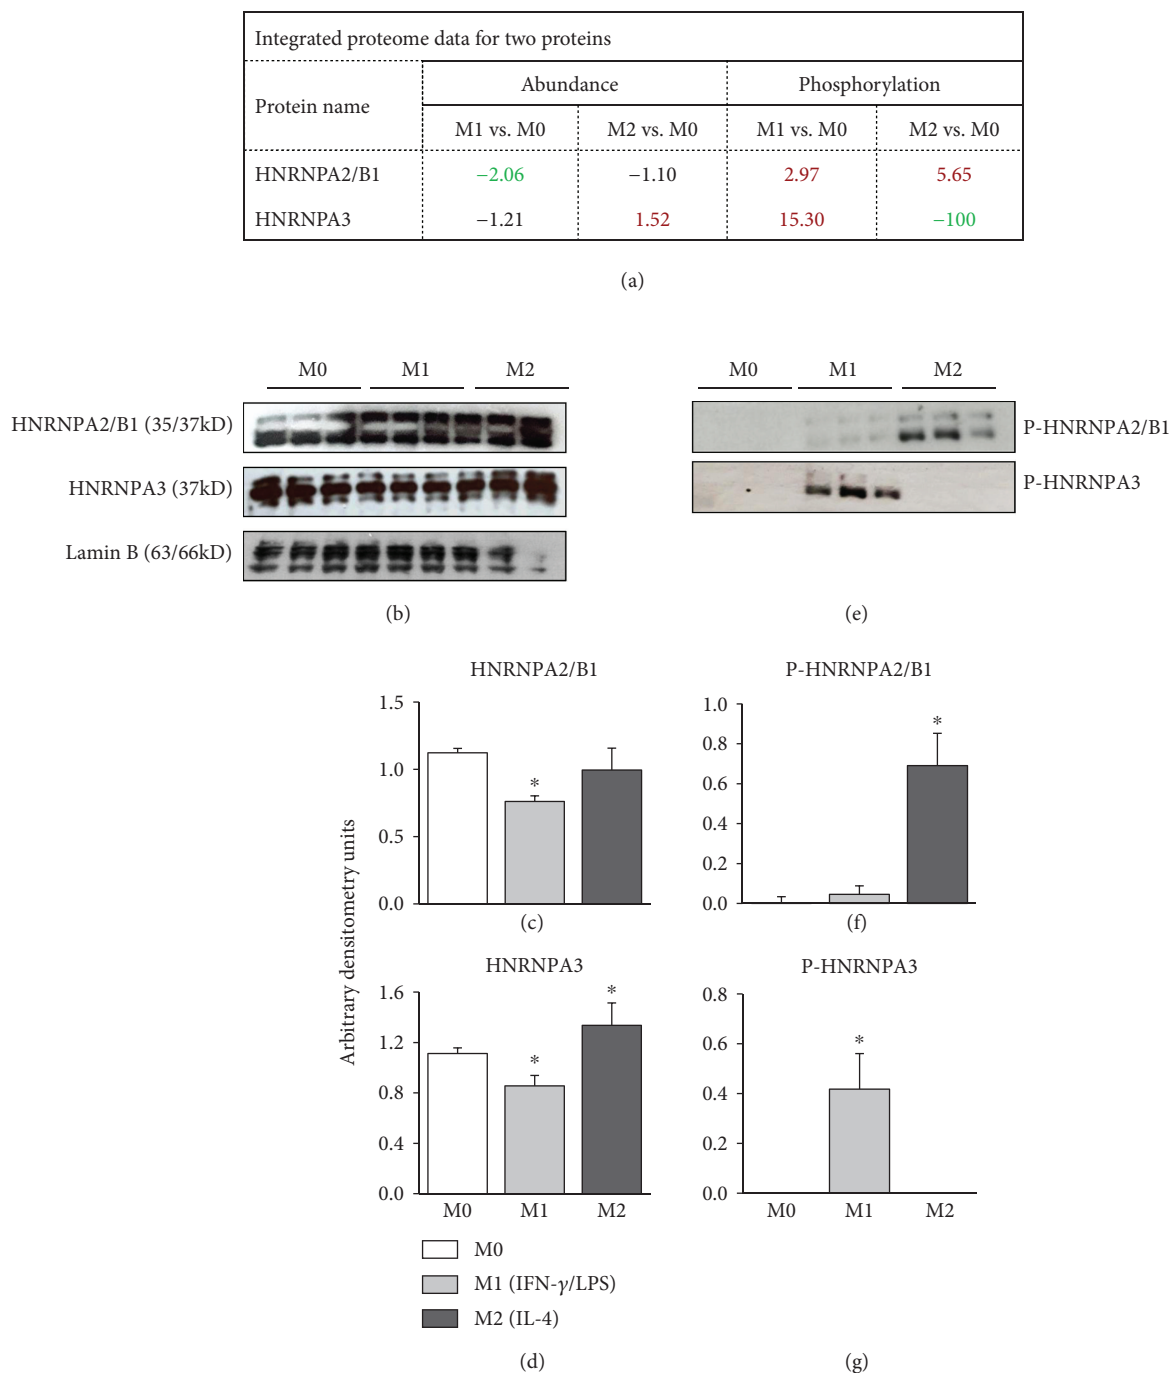 Integrated proteome data for two proteins
Protein name
Abundance
Phosphorylation
M1 vs. M0
M2 vs. M0
M1 vs. M0
M2 vs. M0
HNRNPA2/B1 −2.06 −1.10 2.97 5.65
HNRNPA3 −1.21 1.52 15.30 −100
(a)
M0 M1 M2
HNRNPA2/B1 (35/37kD)
HNRNPA3 (37kD)
Lamin B (63/66kD)
(b)
M0 M1 M2
P-HNRNPA2/B1
P-HNRNPA3
(e)
Arbitrary densitometry units
HNRNPA2/B1
1.5
*
1.0
0.5
0.0
(c)
P-HNRNPA2/B1
1.0
*
0.8
0.6
0.4
0.2
0.0
(f)
HNRNPA3
1.6
*
1.2
*
0.8
0.4
0.0
M0 M1 M2
M0
M1 (IFN-γ/LPS)
M2 (IL-4)
(d)
P-HNRNPA3
0.8
0.6
*
0.4
0.2
0.0
M0 M1 M2
(g)